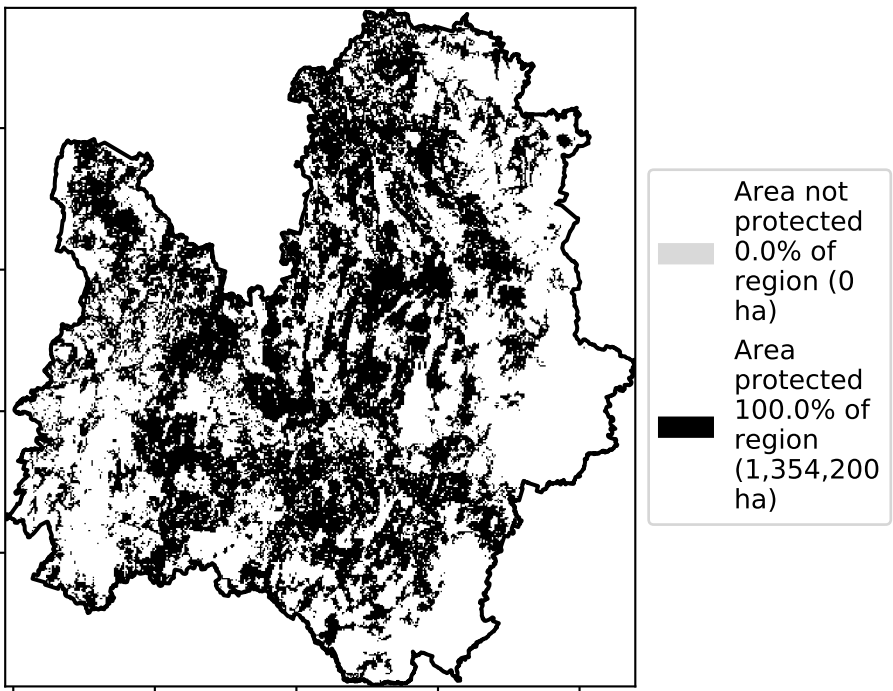 Area not
protected
0.0% of
region (0
ha)
Area
protected
100.0% of
region
(1,354,200
ha)